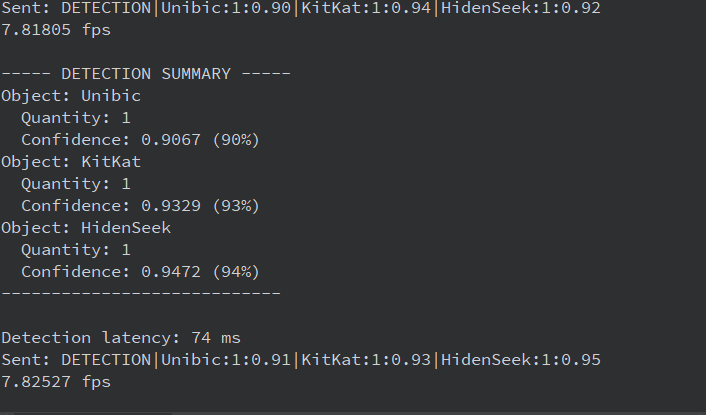 Sent: DETECTION|Unibic:1:0.90|KitKat:1:0.94|HidenSeek:1:0.92
7.81805 fps
----- DETECTION SUMMARY -----
Object: Unibic
Quantity: 1
Confidence: 0.9067 (90%)
Object: KitKat
Quantity: 1
Confidence: 0.9329 (93%)
Object: HidenSeek
Quantity: 1
Confidence: 0.9472 (94%)
----------------------------
Detection latency: 74 ms
Sent: DETECTION|Unibic:1:0.91|KitKat:1:0.93|HidenSeek:1:0.95
7.82527 fps